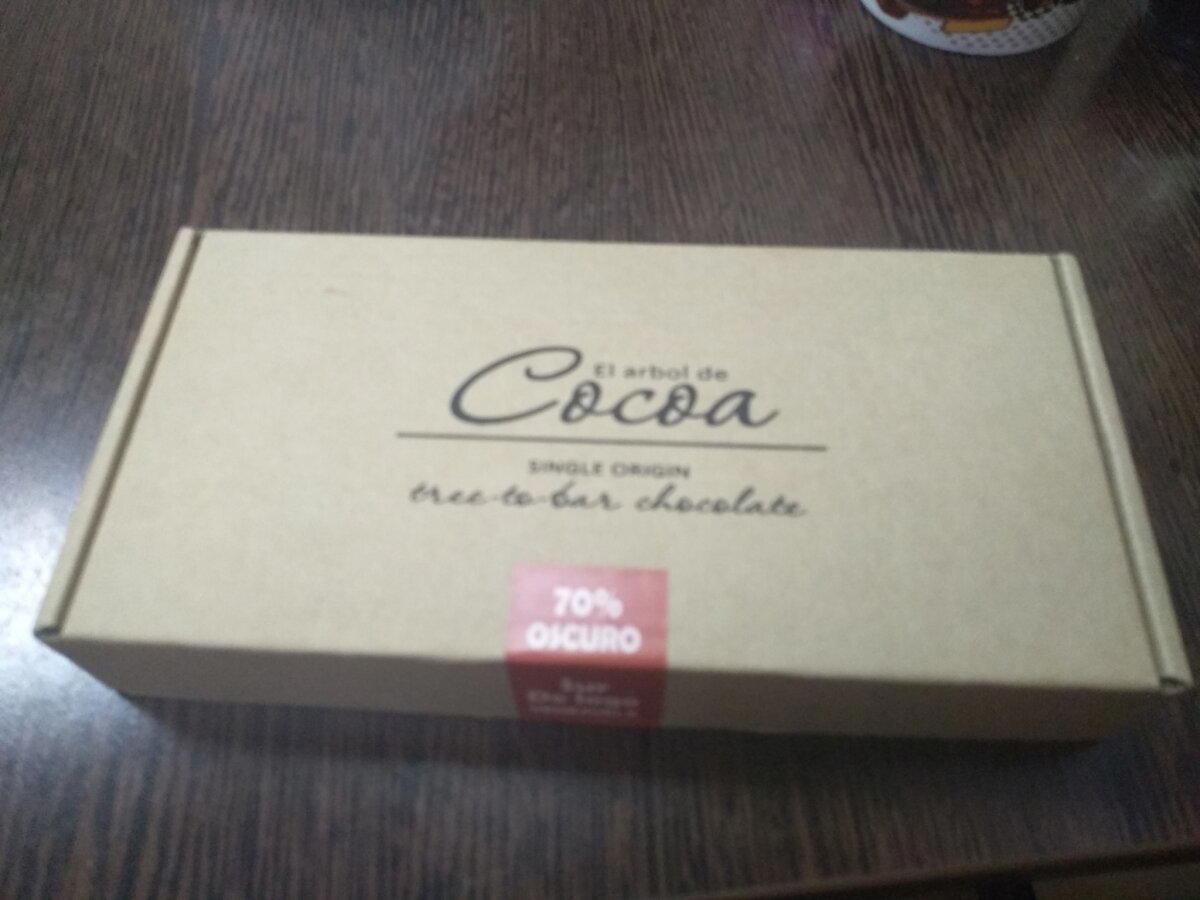 El arbol de
Cocoa
SINGLE ORIGIN
tree-to-bar chocolate
70%
OSCURO